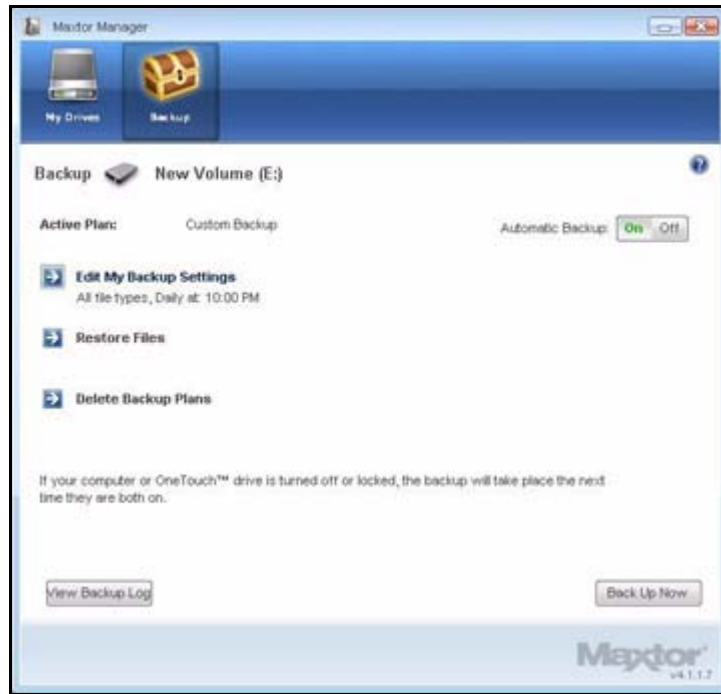 Maxtor Manager
My Drives
Backup
Backup New Volume (E:)
Active Plan: Custom Backup
Automatic Backup: On Off
Edit My Backup Settings
All file types, Daily at: 10:00 PM
Restore Files
Delete Backup Plans
If your computer or OneTouch™ drive is turned off or locked, the backup will take place the next
time they are both on.
View Backup Log
Back Up Now
Maxtor
v4.1.1.7